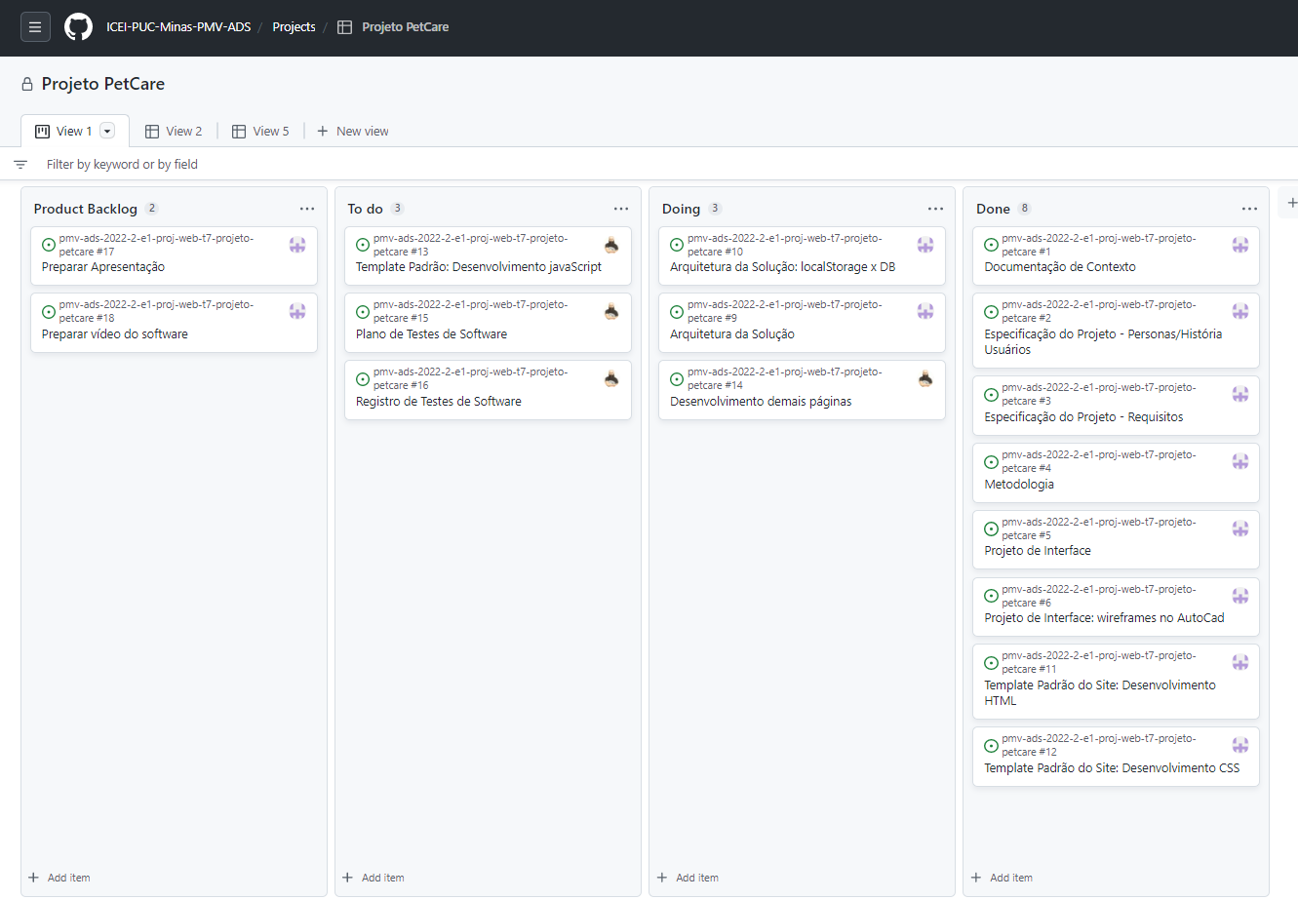 ICEI-PUC-Minas-PMV-ADS / Projects / Projeto PetCare
Projeto PetCare
View 1 View 2 View 5 + New view
Filter by keyword or by field
Product Backlog 2
pmv-ads-2022-2-e1-proj-web-t7-projeto-
petcare #17
Preparar Apresentação
pmv-ads-2022-2-e1-proj-web-t7-projeto-
petcare #18
Preparar vídeo do software
+ Add item
To do 3
pmv-ads-2022-2-e1-proj-web-t7-projeto-
petcare #13
Template Padrão: Desenvolvimento javaScript
pmv-ads-2022-2-e1-proj-web-t7-projeto-
petcare #15
Plano de Testes de Software
pmv-ads-2022-2-e1-proj-web-t7-projeto-
petcare #16
Registro de Testes de Software
+ Add item
Doing 3
pmv-ads-2022-2-e1-proj-web-t7-projeto-
petcare #10
Arquitetura da Solução: localStorage x DB
pmv-ads-2022-2-e1-proj-web-t7-projeto-
petcare #9
Arquitetura da Solução
pmv-ads-2022-2-e1-proj-web-t7-projeto-
petcare #14
Desenvolvimento demais páginas
+ Add item
Done 8
pmv-ads-2022-2-e1-proj-web-t7-projeto-
petcare #1
Documentação de Contexto
pmv-ads-2022-2-e1-proj-web-t7-projeto-
petcare #2
Especificação do Projeto - Personas/História
Usuários
pmv-ads-2022-2-e1-proj-web-t7-projeto-
petcare #3
Especificação do Projeto - Requisitos
pmv-ads-2022-2-e1-proj-web-t7-projeto-
petcare #4
Metodologia
pmv-ads-2022-2-e1-proj-web-t7-projeto-
petcare #5
Projeto de Interface
pmv-ads-2022-2-e1-proj-web-t7-projeto-
petcare #6
Projeto de Interface: wireframes no AutoCad
pmv-ads-2022-2-e1-proj-web-t7-projeto-
petcare #11
Template Padrão do Site: Desenvolvimento
HTML
pmv-ads-2022-2-e1-proj-web-t7-projeto-
petcare #12
Template Padrão do Site: Desenvolvimento CSS
+ Add item